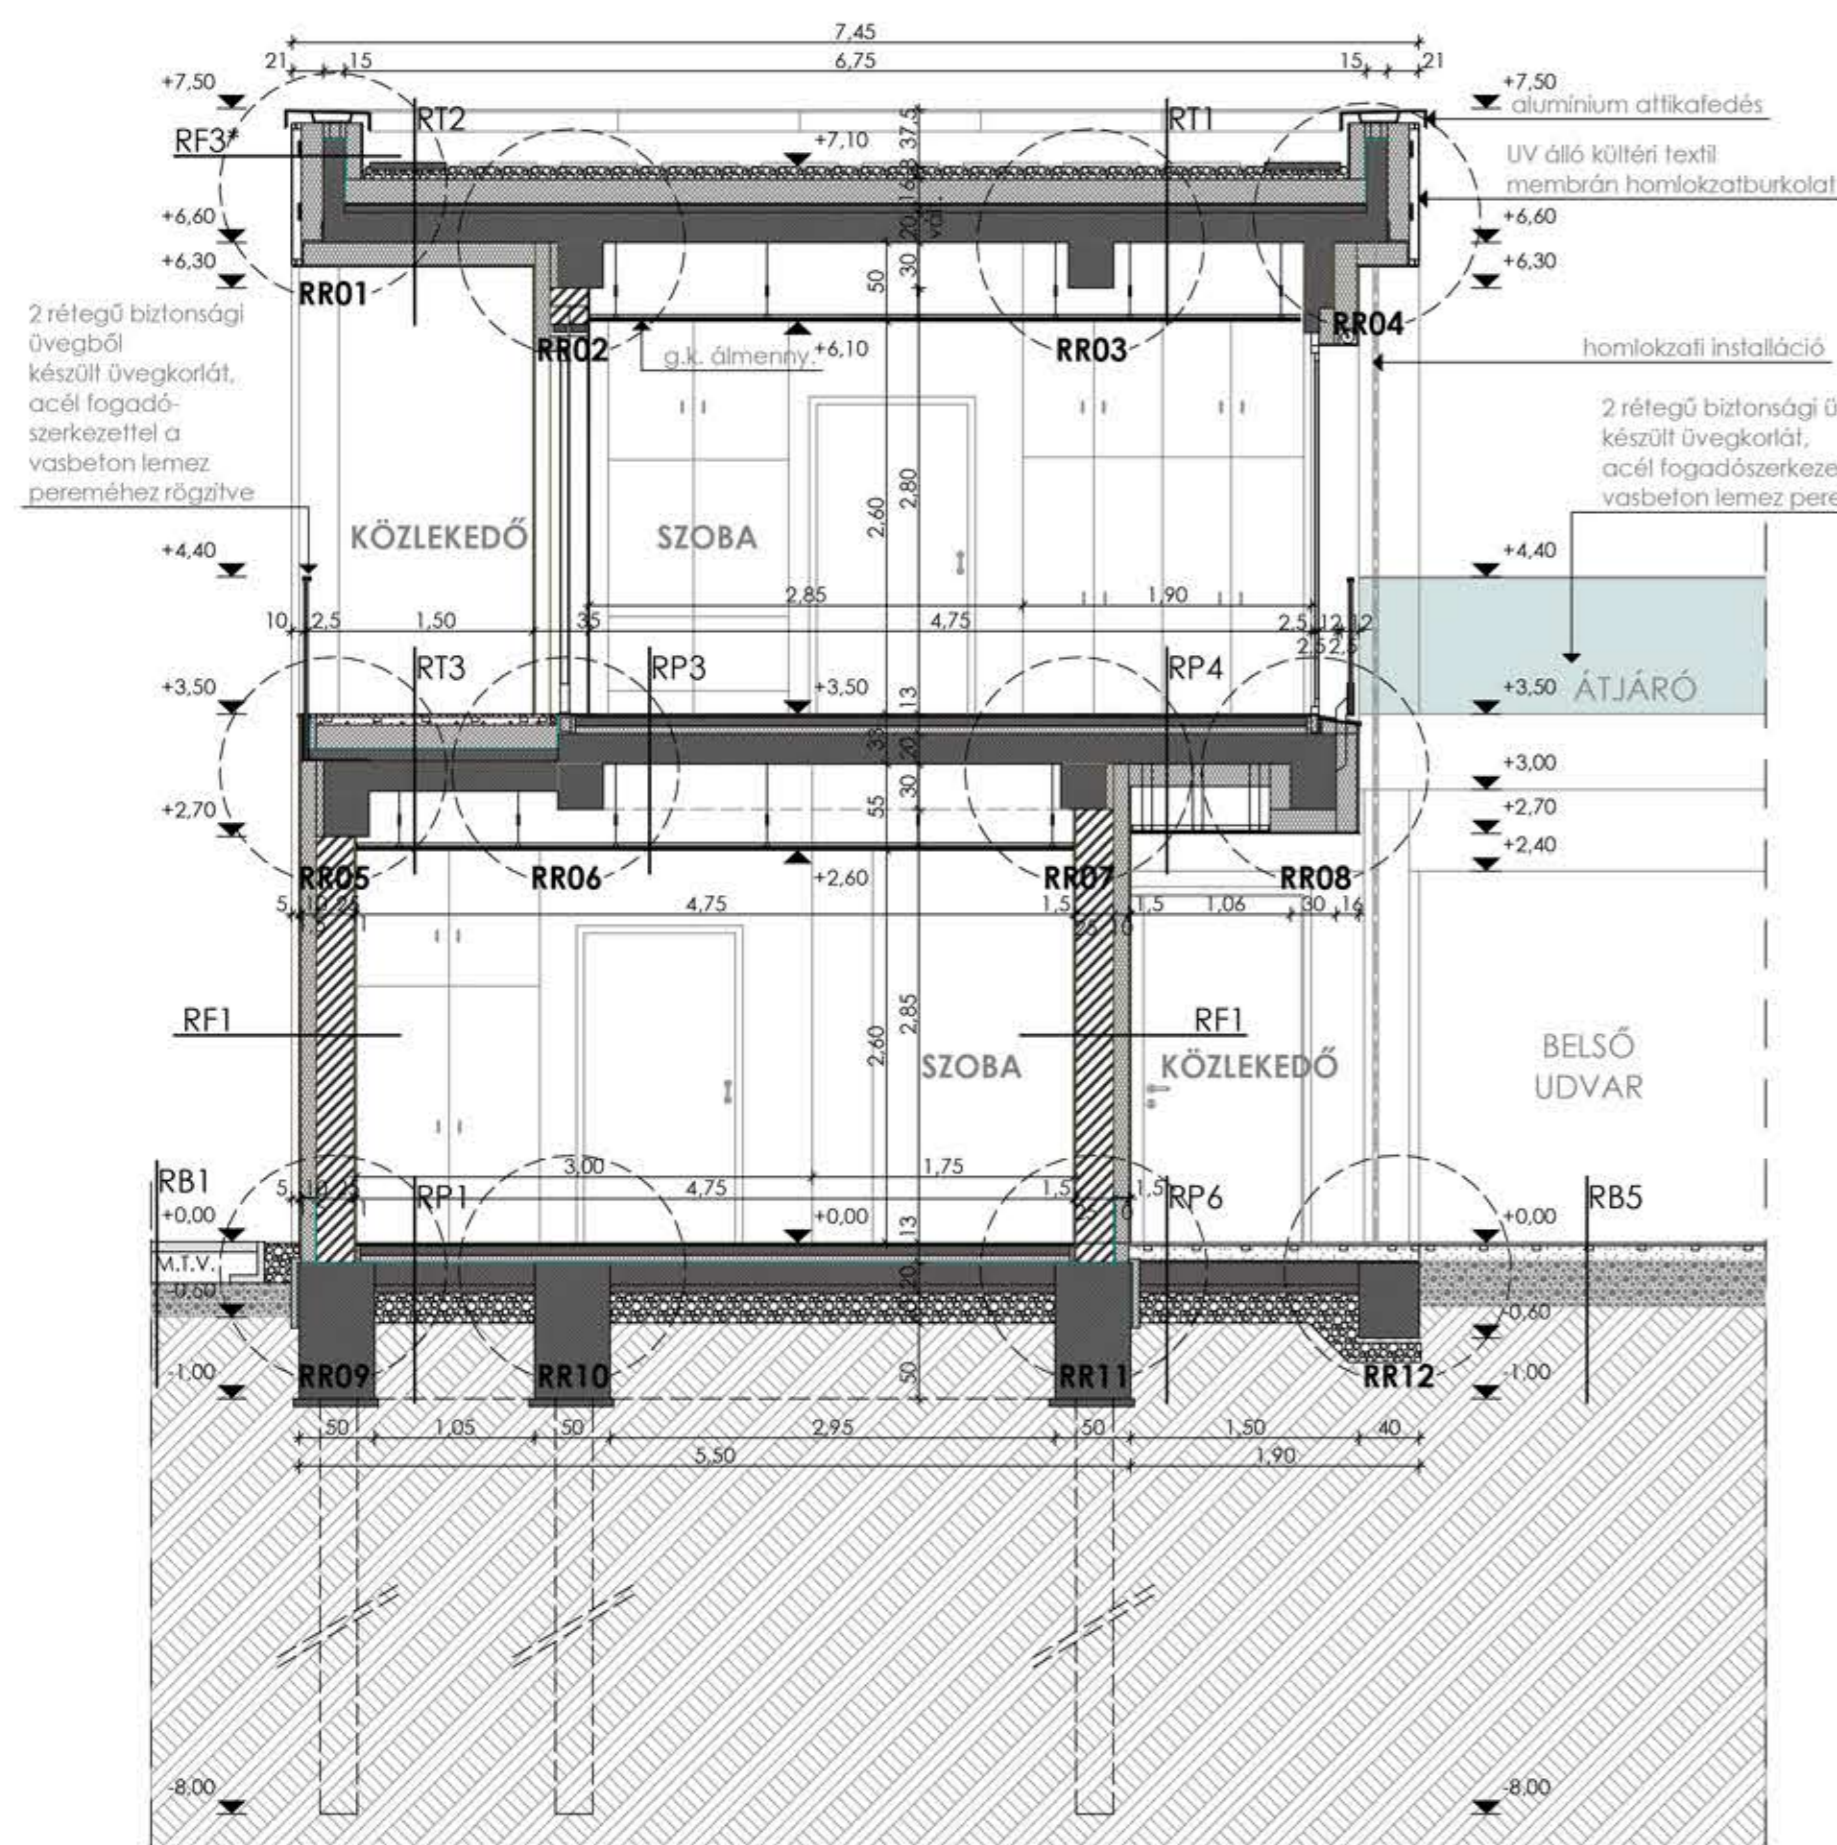 7,45
21 15 6,75 15 21
+7,50
+7,50
alumínium attikafedés
RT2
RT1
RF3*
+7,10
37,5
UV álló kültéri textil
membrán homlokzatburkolat
+6,60
+6,60
20
+6,30
+6,30
50
30
RR01
RR02
RR03
RR04
g.k. álmenny.
+6,10
homlokzati installáció
2 rétegű biztonsági
üvegből
készült üvegkorlát,
acél fogadó-
szerkezettel a
vasbeton lemez
pereméhez rögzítve
2 rétegű biztonsági ü
készült üvegkorlát,
acél fogadószerkeze
vasbeton lemez pere
2,60
2,80
KÖZLEKEDŐ
SZOBA
+4,40
+4,40
2,85 1,90
10 2,5 1,50 35 4,75 2,5 12 12
2,5 2,5
RT3
RP3
RP4
+3,50
+3,50
13
+3,50
ÁTJÁRÓ
33
20
+3,00
55
30
+2,70
+2,70
+2,40
RR05
RR06
RR07
RR08
+2,60
5 10 25 4,75 1,5 1,5 1,06 30 16
25 10
RF1
RF1
2,60
2,85
SZOBA
KÖZLEKEDŐ
BELSŐ
UDVAR
3,00 1,75
5 10 4,75 1,5 1,5
RB1
RP1
RP6
RB5
+0,00
+0,00
13
+0,00
M.T.V.
20
-0,60
-0,60
-1,00
50
-1,00
RR09
RR10
RR11
RR12
50 1,05 50 2,95 50 1,50 40
5,50 1,90
-8,00
-8,00